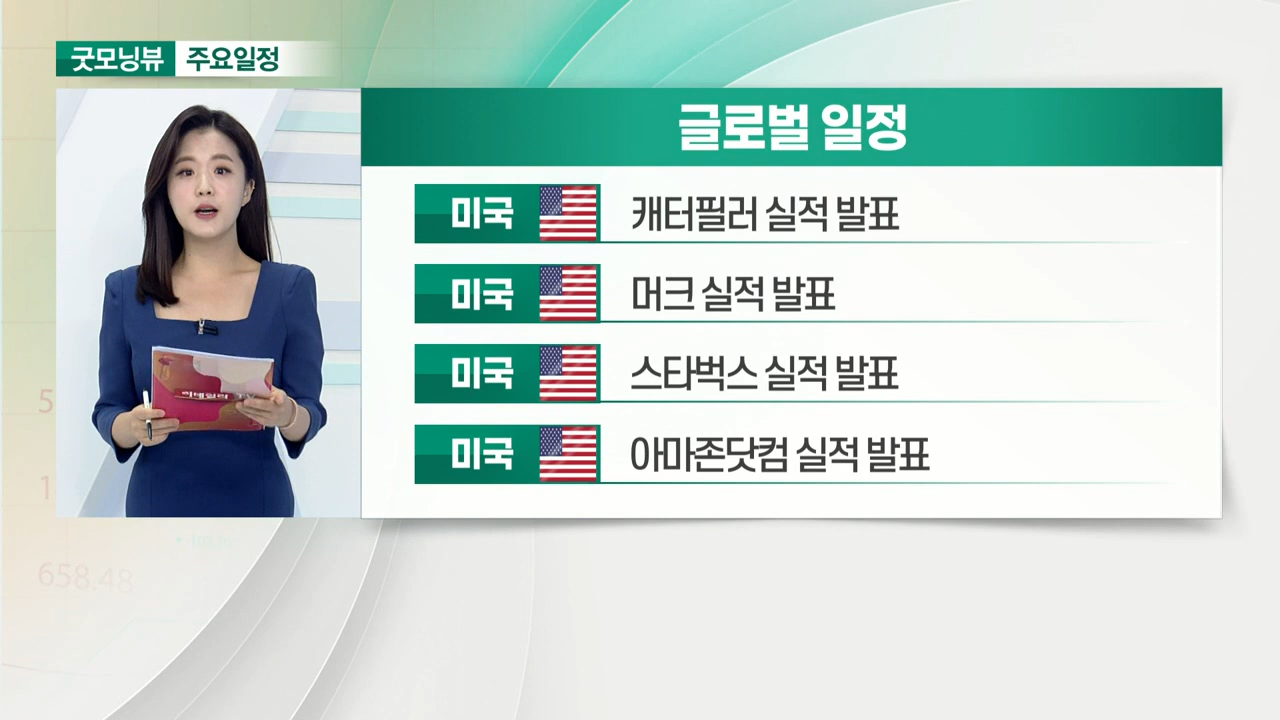 굿모닝뷰 주요일정
글로벌 일정
미국 캐터필러 실적 발표
미국 머크 실적 발표
미국 스타벅스 실적 발표
미국 아마존닷컴 실적 발표
658.48